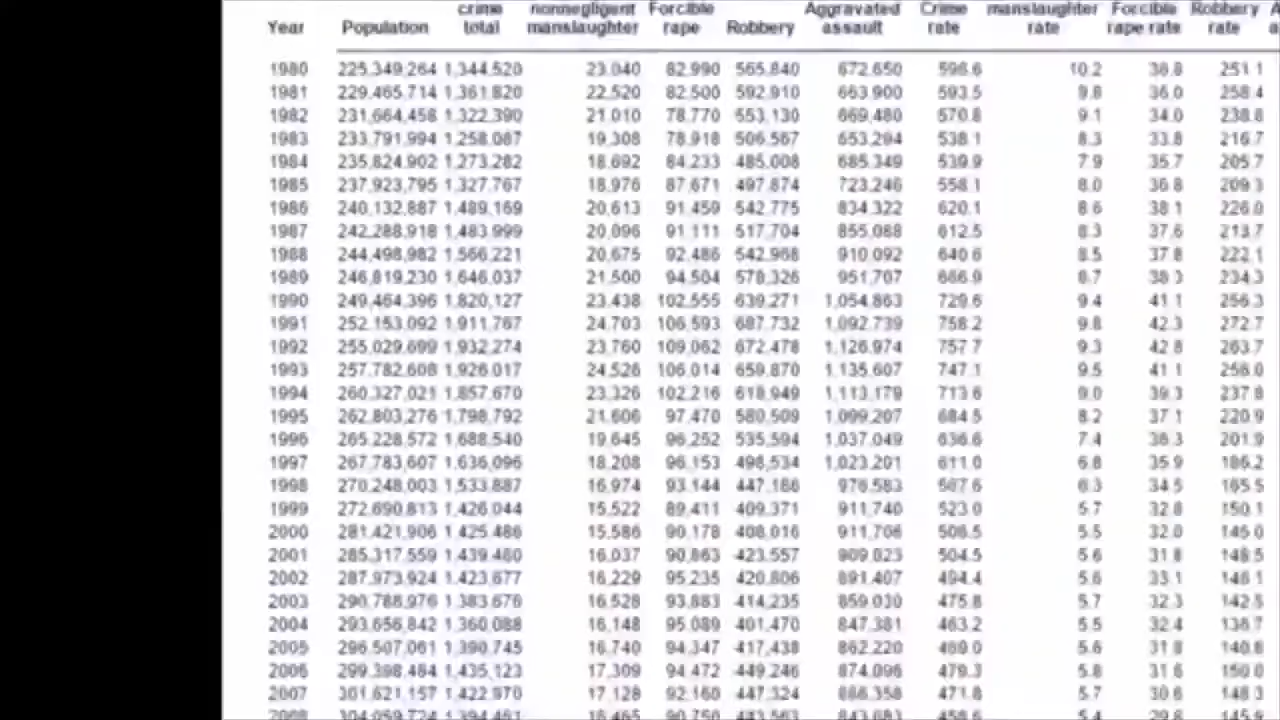 crime nonnegligent Forcible Aggravated Crime manslaughter Forcible Robbery
Year Population total manslaughter rape Robbery assault rate rate rape rate rate
1980 225,349,264 1,344,520 23,040 82,990 565,840 672,650 596.6 10.2 36.8 251.1
1981 229,465,714 1,361,820 22,520 82,500 592,910 663,900 593.5 9.8 36.0 258.4
1982 231,664,458 1,322,390 21,010 78,770 553,130 669,480 570.8 9.1 34.0 238.8
1983 233,791,994 1,258,087 19,308 78,918 506,567 653,294 538.1 8.3 33.8 216.7
1984 235,824,902 1,273,282 18,692 84,233 485,008 685,349 539.9 7.9 35.7 205.7
1985 237,923,795 1,327,767 18,976 87,671 497,874 723,246 558.1 8.0 36.8 209.3
1986 240,132,887 1,489,169 20,613 91,459 542,775 834,322 620.1 8.6 38.1 226.0
1987 242,288,918 1,483,999 20,096 91,111 517,704 855,088 612.5 8.3 37.6 213.7
1988 244,498,982 1,566,221 20,675 92,486 542,968 910,092 640.6 8.5 37.8 222.1
1989 246,819,230 1,646,037 21,500 94,504 578,326 951,707 666.9 8.7 38.3 234.3
1990 249,464,396 1,820,127 23,438 102,555 639,271 1,054,863 729.6 9.4 41.1 256.3
1991 252,153,092 1,911,767 24,703 106,593 687,732 1,092,739 758.2 9.8 42.3 272.7
1992 255,029,699 1,932,274 23,760 109,062 672,478 1,126,974 757.7 9.3 42.8 263.7
1993 257,782,608 1,926,017 24,526 106,014 659,870 1,135,607 747.1 9.5 41.1 256.0
1994 260,327,021 1,857,670 23,326 102,216 618,949 1,113,179 713.6 9.0 39.3 237.8
1995 262,803,276 1,798,792 21,606 97,470 580,509 1,099,207 684.5 8.2 37.1 220.9
1996 265,228,572 1,688,540 19,645 96,252 535,594 1,037,049 636.6 7.4 36.3 201.9
1997 267,783,607 1,636,096 18,208 96,153 498,534 1,023,201 611.0 6.8 35.9 186.2
1998 270,248,003 1,533,887 16,974 93,144 447,186 976,583 567.6 6.3 34.5 165.5
1999 272,690,813 1,426,044 15,522 89,411 409,371 911,740 523.0 5.7 32.8 150.1
2000 281,421,906 1,425,486 15,586 90,178 408,016 911,706 506.5 5.5 32.0 145.0
2001 285,317,559 1,439,480 16,037 90,863 423,557 909,023 504.5 5.6 31.8 148.5
2002 287,973,924 1,423,677 16,229 95,235 420,806 891,407 494.4 5.6 33.1 146.1
2003 290,788,976 1,383,676 16,528 93,883 414,235 859,030 475.8 5.7 32.3 142.5
2004 293,656,842 1,360,088 16,148 95,089 401,470 847,381 463.2 5.5 32.4 136.7
2005 296,507,061 1,390,745 16,740 94,347 417,438 862,220 469.0 5.6 31.8 140.8
2006 299,398,484 1,435,123 17,309 94,472 449,246 874,096 479.3 5.8 31.6 150.0
2007 301,621,157 1,422,970 17,128 92,160 447,324 866,358 471.8 5.7 30.6 148.3
2008 304,059,724 1,394,461 16,465 90,750 443,563 843,683 458.6 5.4 29.8 145.9